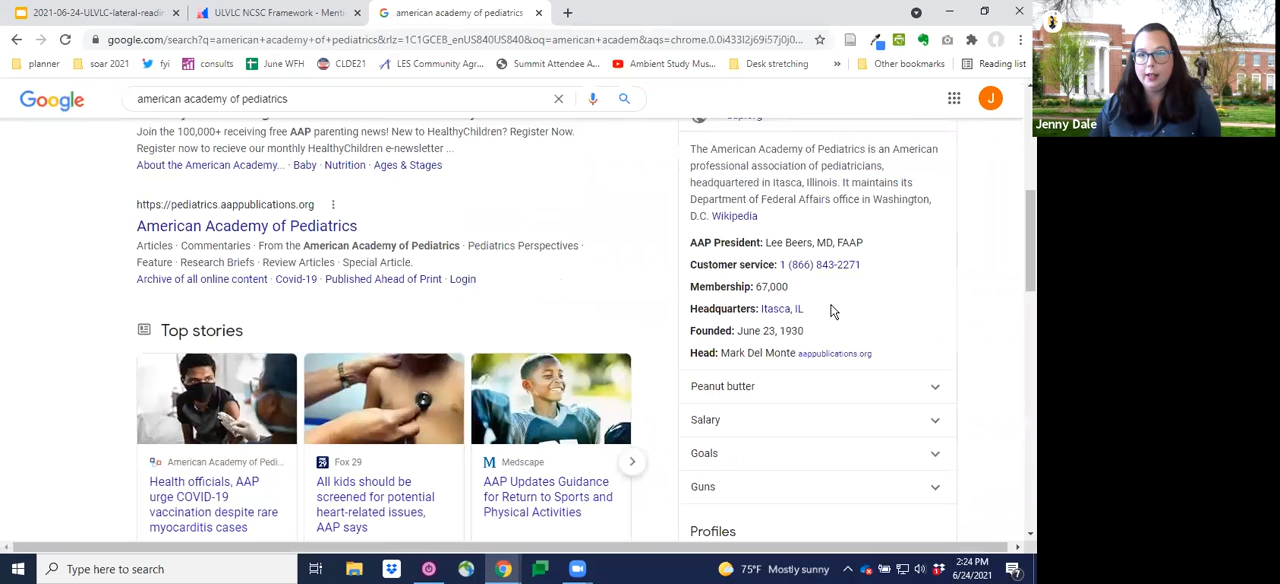 2021-06-24-ULVLC-lateral-readin
ULVLC NCSC Framework - Menti
american academy of pediatrics
google.com/search?q=american+academy+of+pediatrics&rlz=1C1GCEB_enUS840US840&oq=american+academ&aqs=chrome.0.0i433l2j69i57j0j0...
planner
soar 2021
fyi
consults
June WFH
CLDE21
LES Community Agr...
Summit Attendee A...
Ambient Study Mus...
Desk stretching
»
Other bookmarks
Reading list
Google
american academy of pediatrics
J
Jenny Dale
Join the 100,000+ receiving free AAP parenting news! New to HealthyChildren? Register Now.
Register now to recieve our monthly HealthyChildren e-newsletter ...
About the American Academy... · Baby · Nutrition · Ages & Stages
https://pediatrics.aappublications.org
American Academy of Pediatrics
Articles · Commentaries · From the American Academy of Pediatrics · Pediatrics Perspectives ·
Feature · Research Briefs · Review Articles · Special Article.
Archive of all online content · Covid-19 · Published Ahead of Print · Login
Top stories
American Academy of Pedi...
Health officials, AAP
urge COVID-19
vaccination despite rare
myocarditis cases
Fox 29
All kids should be
screened for potential
heart-related issues,
AAP says
Medscape
AAP Updates Guidance
for Return to Sports and
Physical Activities
The American Academy of Pediatrics is an American
professional association of pediatricians,
headquartered in Itasca, Illinois. It maintains its
Department of Federal Affairs office in Washington,
D.C. Wikipedia
AAP President: Lee Beers, MD, FAAP
Customer service: 1 (866) 843-2271
Membership: 67,000
Headquarters: Itasca, IL
Founded: June 23, 1930
Head: Mark Del Monte aappublications.org
Peanut butter
Salary
Goals
Guns
Profiles
Type here to search
75°F Mostly sunny
2:24 PM
6/24/2021